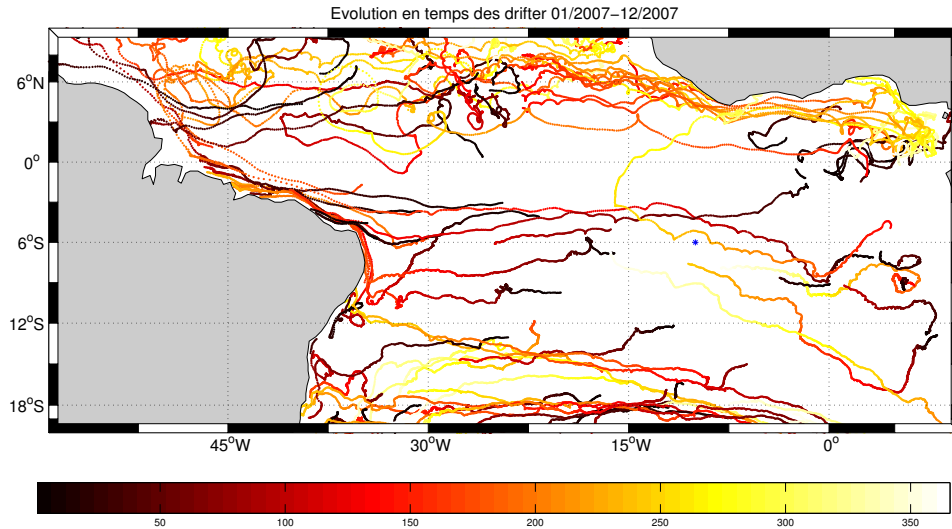 Evolution en temps des drifter 01/2007−12/2007
6°N
0°
6°S
12°S
18°S
45°W 30°W 15°W 0°
50 100 150 200 250 300 350